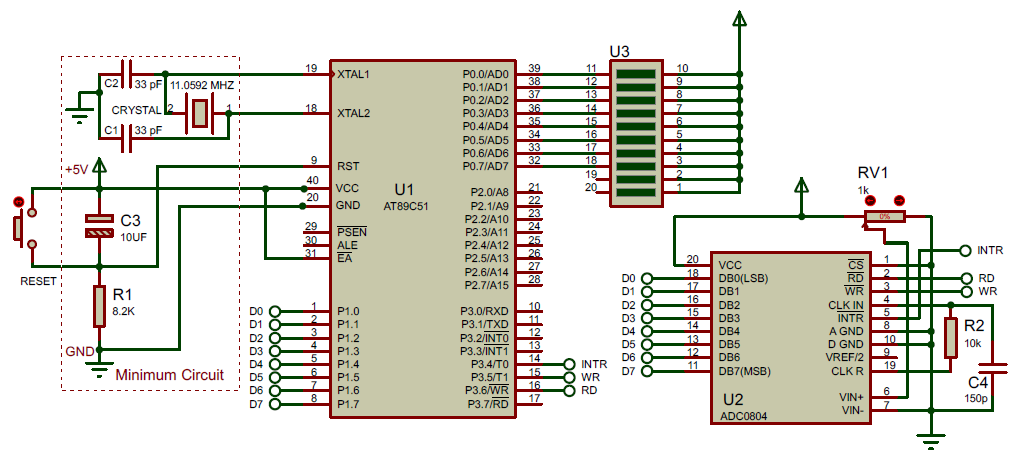 U3
39 11 10
19 XTAL1 P0.0/AD0
C2 33 pF 11.0592 MHZ
38 12 9
P0.1/AD1
37 13 8
P0.2/AD2
CRYSTAL 2 1
18 XTAL2
36 14 7
P0.3/AD3
C1 33 pF
35 15 6
P0.4/AD4
34 16 5
P0.5/AD5
33 17 4
P0.6/AD6
32 18 3
P0.7/AD7
19 2
20 1
+5V
9 RST
40 VCC
20 GND
U1
AT89C51
P2.0/A8 21
P2.1/A9 22
P2.2/A10 23
P2.3/A11 24
P2.4/A12 25
P2.5/A13 26
P2.6/A14 27
P2.7/A15 28
29 PSEN
30 ALE
31 EA
C3
10UF
RESET
R1
8.2K
GND
Minimum Circuit
D0 1 P1.0 P3.0/RXD 10
D1 2 P1.1 P3.1/TXD 11
D2 3 P1.2 P3.2/INT0 12
D3 4 P1.3 P3.3/INT1 13
D4 5 P1.4 P3.4/T0 14 INTR
D5 6 P1.5 P3.5/T1 15 WR
D6 7 P1.6 P3.6/WR 16 RD
D7 8 P1.7 P3.7/RD 17
RV1
1k
0%
INTR
20 VCC CS 1
D0 18 DB0(LSB) RD 2 RD
D1 17 DB1 WR 3 WR
D2 16 DB2 CLK IN 4
D3 15 DB3 INTR 5
D4 14 DB4 A GND 8
D5 13 DB5 D GND 10
D6 12 DB6 VREF/2 9
D7 11 DB7(MSB) CLK R 19
VIN+ 6
VIN- 7
U2
ADC0804
R2
10k
C4
150p